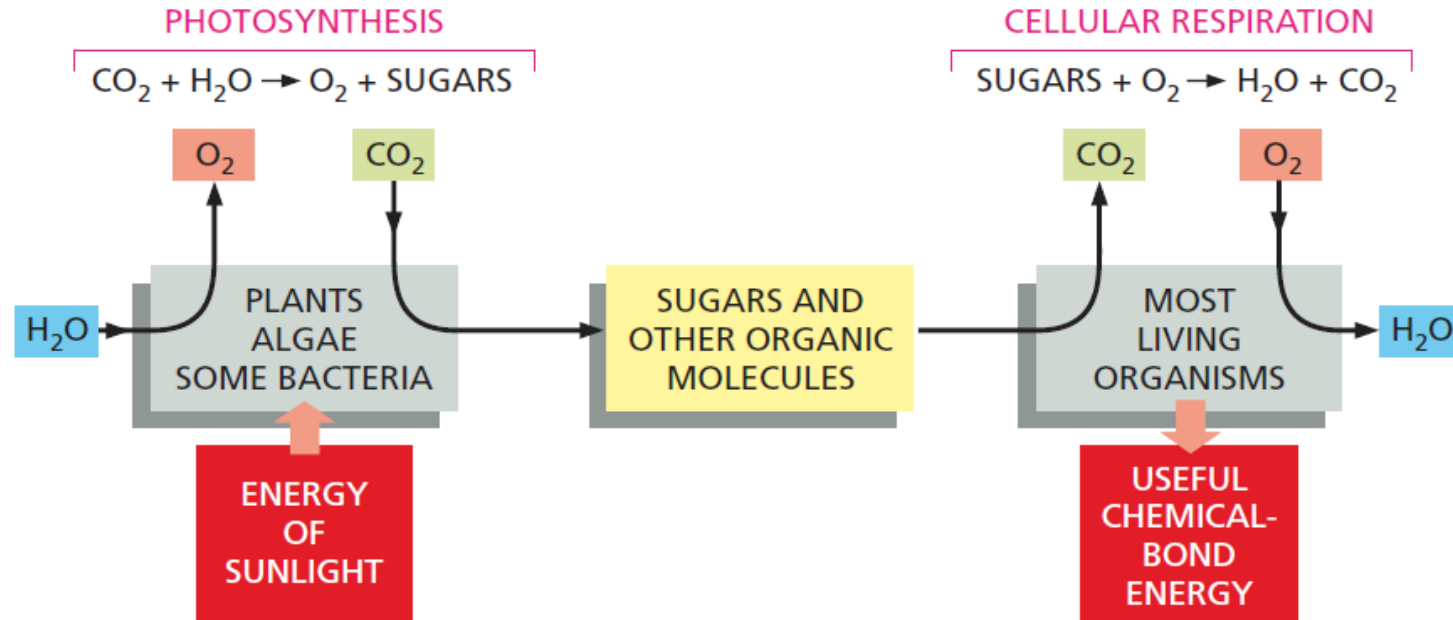 PHOTOSYNTHESIS
CO₂ + H₂O → O₂ + SUGARS
O₂
CO₂
H₂O
PLANTS
ALGAE
SOME BACTERIA
ENERGY
OF
SUNLIGHT
SUGARS AND
OTHER ORGANIC
MOLECULES
CELLULAR RESPIRATION
SUGARS + O₂ → H₂O + CO₂
CO₂
O₂
MOST
LIVING
ORGANISMS
H₂O
USEFUL
CHEMICAL-
BOND
ENERGY